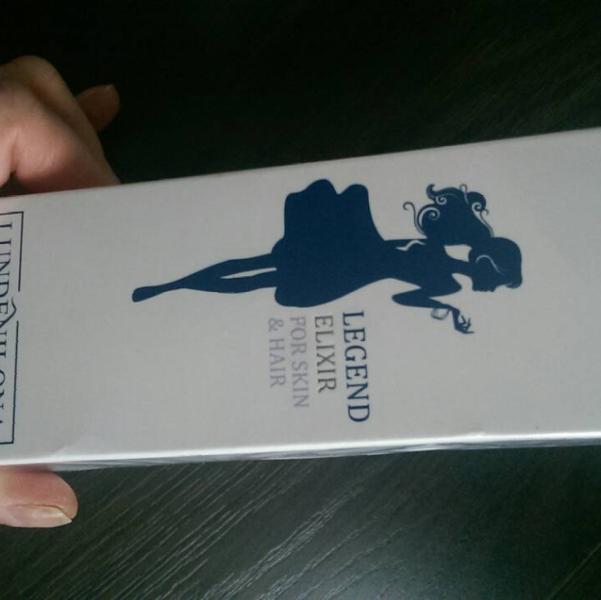 LEGEND
ELIXIR
FOR SKIN
& HAIR